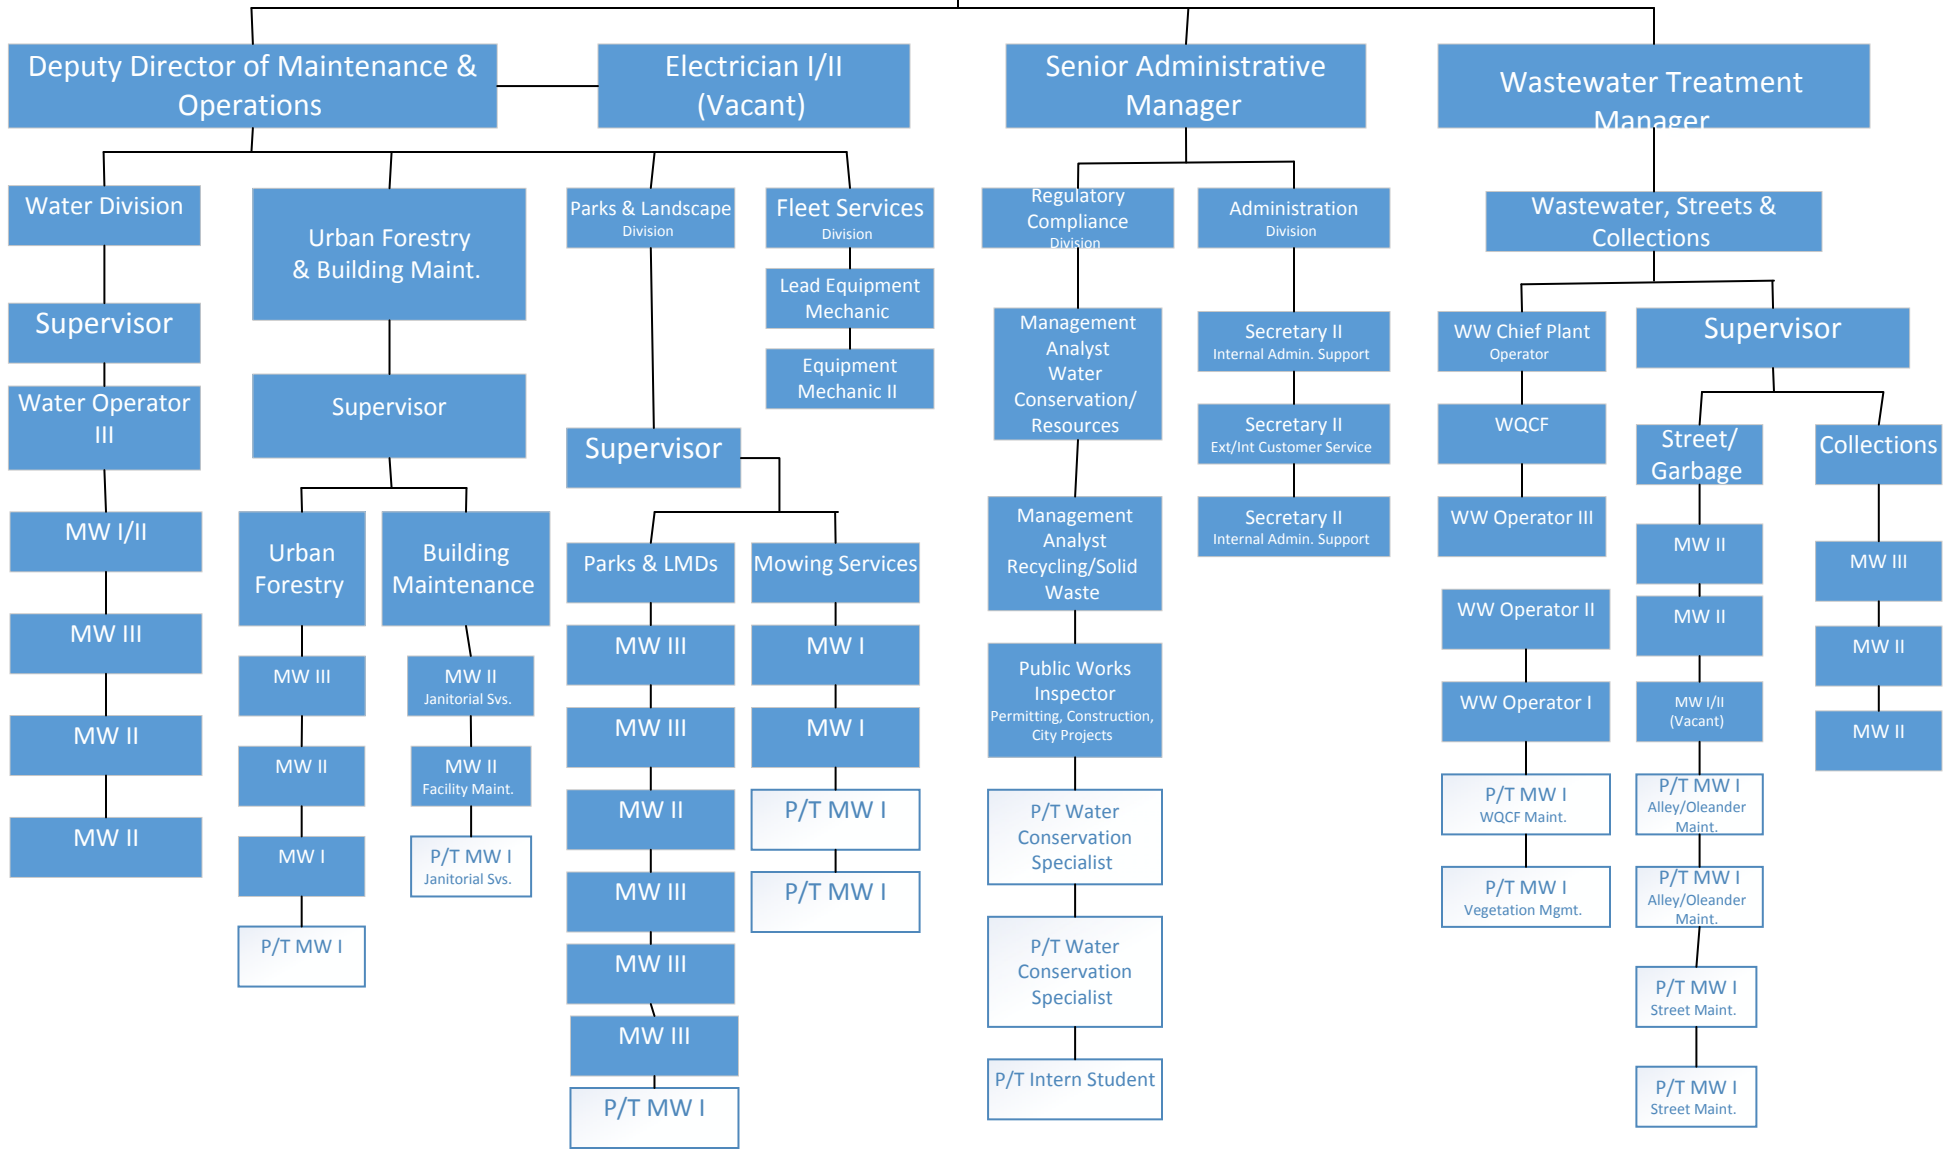 Deputy Director of Maintenance &
Operations
Electrician I/II
(Vacant)
Senior Administrative
Manager
Wastewater Treatment
Manager
Water Division
Supervisor
Water Operator
III
MW I/II
MW III
MW II
MW II
Urban Forestry
& Building Maint.
Supervisor
Urban
Forestry
MW III
MW II
MW I
P/T MW I
Building
Maintenance
MW II
Janitorial Svs.
MW II
Facility Maint.
P/T MW I
Janitorial Svs.
Parks & Landscape
Division
Supervisor
Parks & LMDs
MW III
MW III
MW II
MW III
MW III
MW III
P/T MW I
Mowing Services
MW I
MW I
P/T MW I
P/T MW I
Fleet Services
Division
Lead Equipment
Mechanic
Equipment
Mechanic II
Regulatory
Compliance
Division
Management
Analyst
Water
Conservation/
Resources
Management
Analyst
Recycling/Solid
Waste
Public Works
Inspector
Permitting, Construction,
City Projects
P/T Water
Conservation
Specialist
P/T Water
Conservation
Specialist
P/T Intern Student
Administration
Division
Secretary II
Internal Admin. Support
Secretary II
Ext/Int Customer Service
Secretary II
Internal Admin. Support
Wastewater, Streets &
Collections
WW Chief Plant
Operator
WQCF
WW Operator III
WW Operator II
WW Operator I
P/T MW I
WQCF Maint.
P/T MW I
Vegetation Mgmt.
Supervisor
Street/
Garbage
MW II
MW II
MW I/II
(Vacant)
P/T MW I
Alley/Oleander
Maint.
P/T MW I
Alley/Oleander
Maint.
P/T MW I
Street Maint.
P/T MW I
Street Maint.
Collections
MW III
MW II
MW II